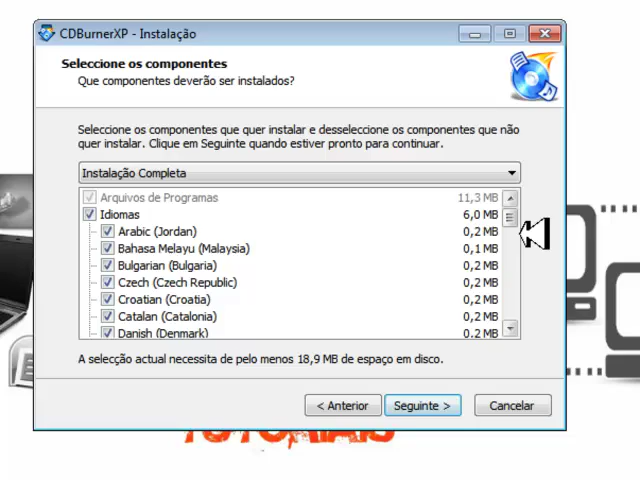 CDBurnerXP - Instalação
Seleccione os componentes
Que componentes deverão ser instalados?
Seleccione os componentes que quer instalar e desseleccione os componentes que não
quer instalar. Clique em Seguinte quando estiver pronto para continuar.
Instalação Completa
Arquivos de Programas 11,3 MB
Idiomas 6,0 MB
Arabic (Jordan) 0,2 MB
Bahasa Melayu (Malaysia) 0,1 MB
Bulgarian (Bulgaria) 0,2 MB
Czech (Czech Republic) 0,2 MB
Croatian (Croatia) 0,2 MB
Catalan (Catalonia) 0,2 MB
Danish (Denmark) 0,2 MB
A selecção actual necessita de pelo menos 18,9 MB de espaço em disco.
< Anterior Seguinte > Cancelar